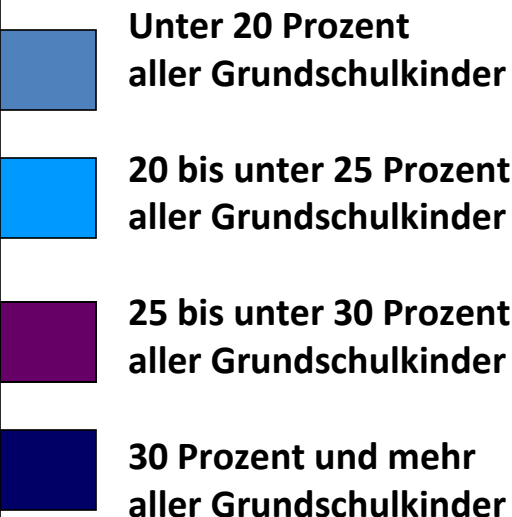 Unter 20 Prozent
aller Grundschulkinder
20 bis unter 25 Prozent
aller Grundschulkinder
25 bis unter 30 Prozent
aller Grundschulkinder
30 Prozent und mehr
aller Grundschulkinder